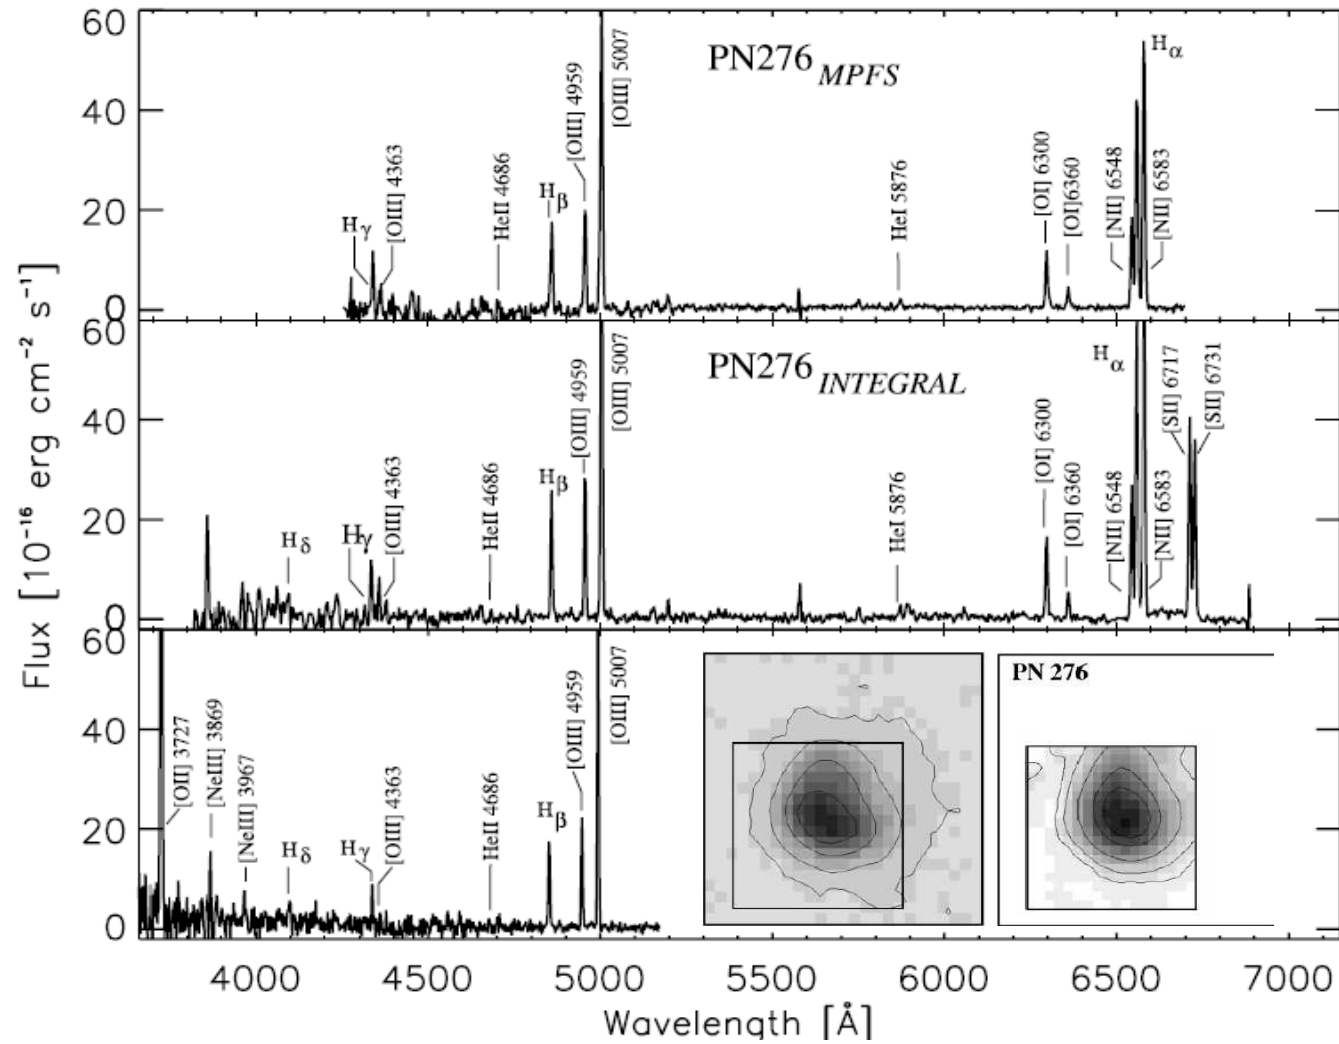 Flux [10⁻¹⁶ erg cm⁻² s⁻¹]
60
40
20
0
PN276 MPFS
Hγ
[OIII] 4363
HeII 4686
Hβ
[OIII] 4959
[OIII] 5007
HeI 5876
[OI] 6300
[OI]6360
[NII] 6548
Hα
[NII] 6583
60
40
20
0
PN276 INTEGRAL
Hδ
Hγ
[OIII] 4363
HeII 4686
Hβ
[OIII] 4959
[OIII] 5007
HeI 5876
[OI] 6300
[OI] 6360
[NII] 6548
Hα
[NII] 6583
[SII] 6717
[SII] 6731
60
40
20
0
[OII] 3727
[NeIII] 3869
[NeIII] 3967
Hδ
Hγ
[OIII] 4363
HeII 4686
Hβ
[OIII] 4959
[OIII] 5007
PN 276
4000 4500 5000 5500 6000 6500 7000
Wavelength [Å]